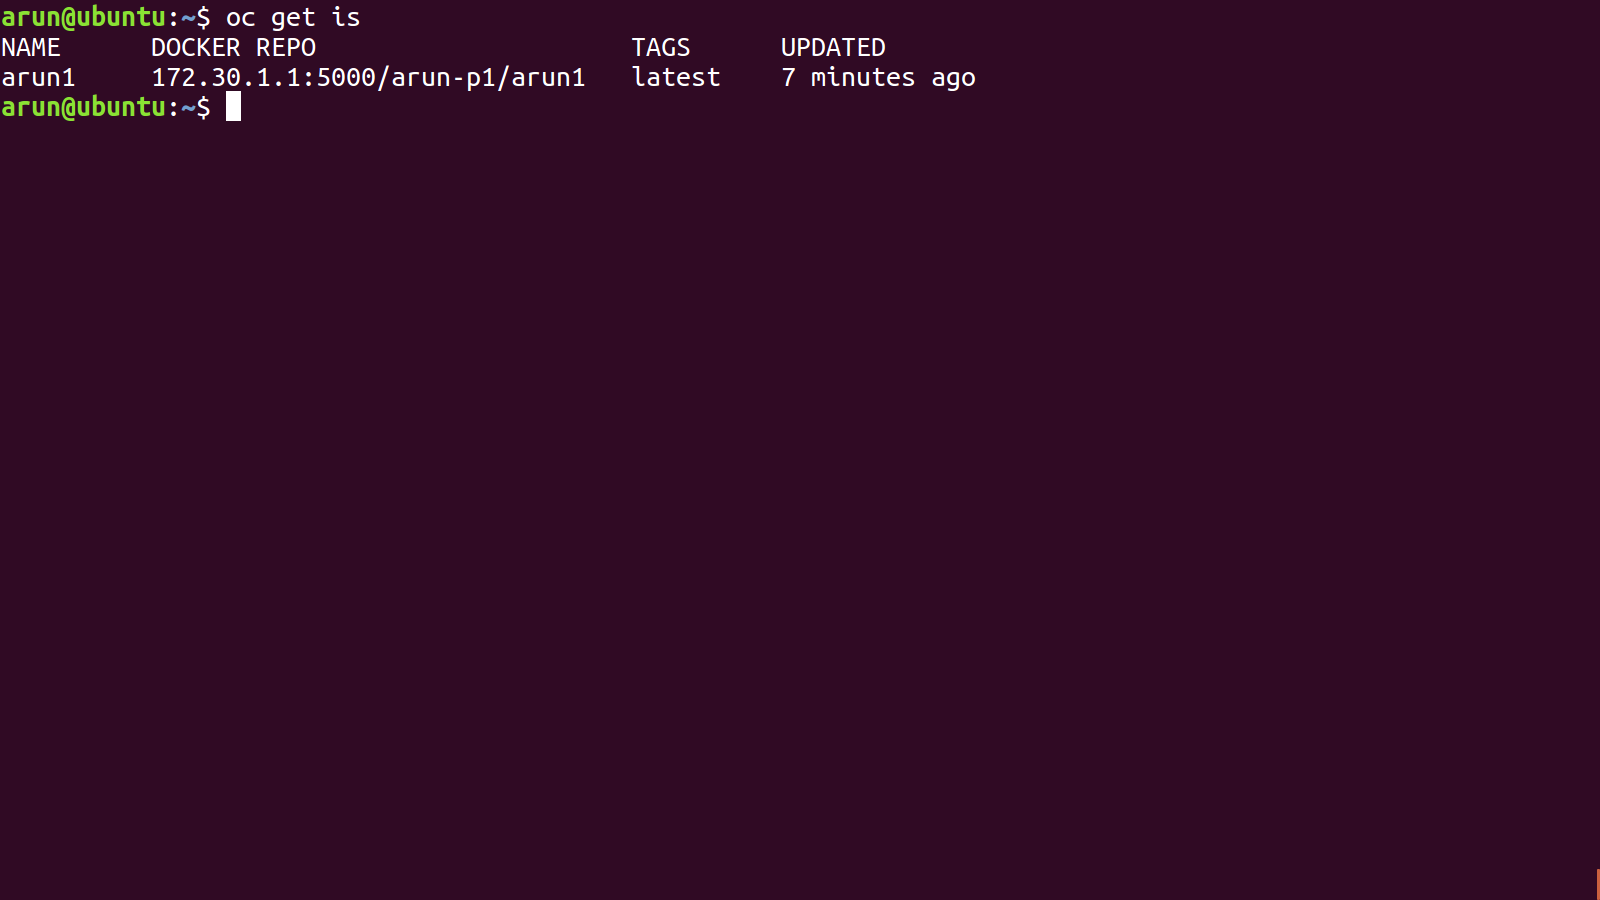 arun@ubuntu:~$ oc get is
NAME      DOCKER REPO                     TAGS      UPDATED
arun1     172.30.1.1:5000/arun-p1/arun1   latest    7 minutes ago
arun@ubuntu:~$